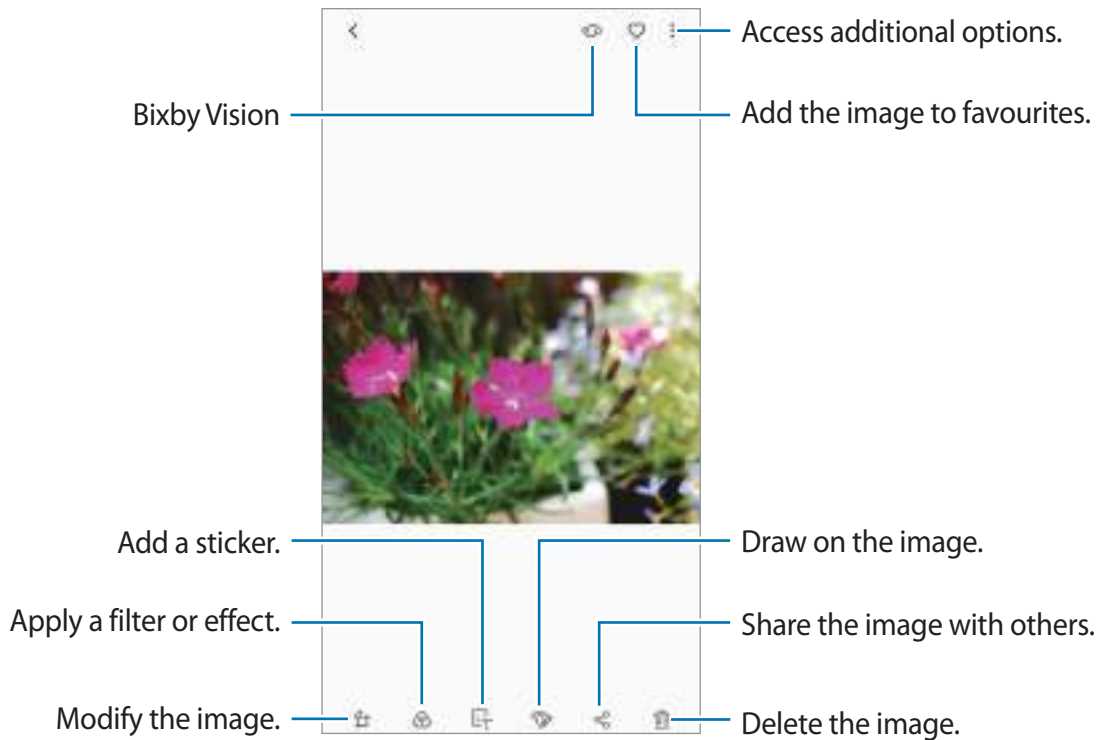 Access additional options.
Bixby Vision
Add the image to favourites.
Add a sticker.
Draw on the image.
Apply a filter or effect.
Share the image with others.
Modify the image.
Delete the image.